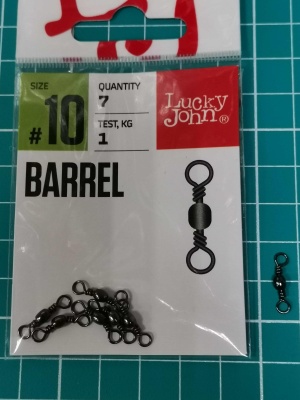 SIZE
#10
QUANTITY
7
TEST, KG
1
Lucky
John®
BARREL